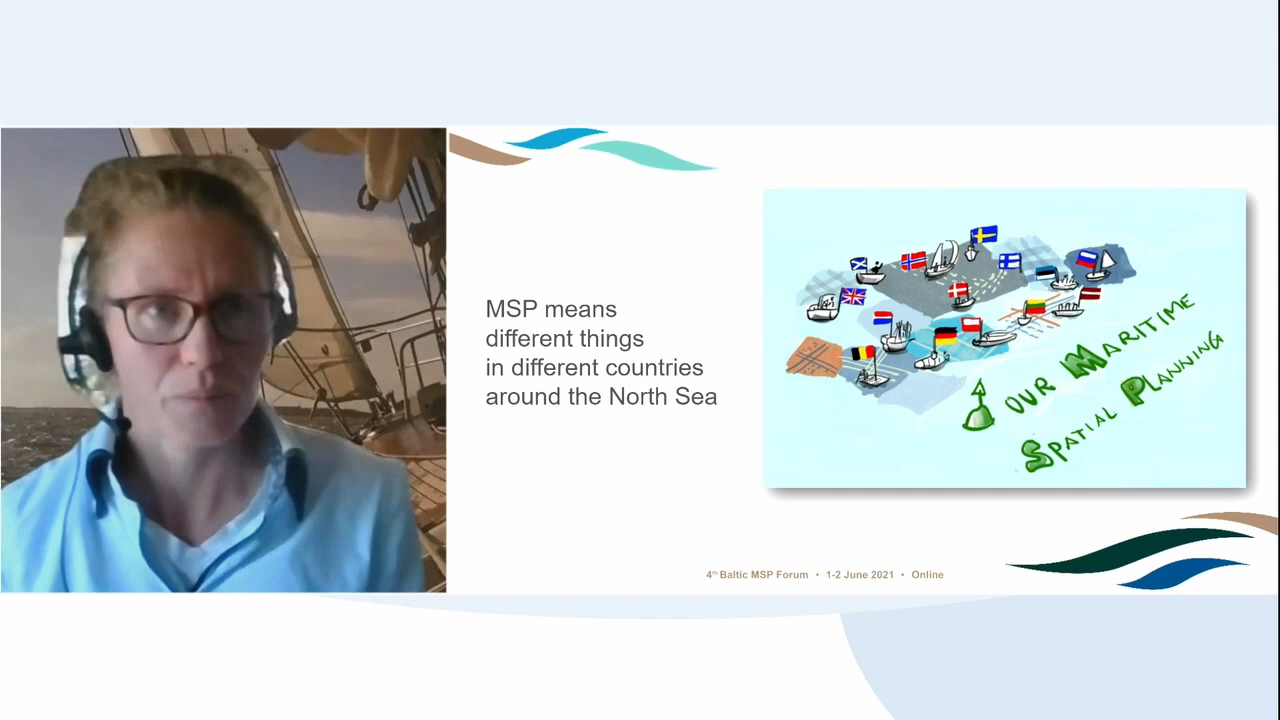 MSP means
different things
in different countries
around the North Sea
OUR MARITIME
SPATIAL PLANNING
4th Baltic MSP Forum • 1-2 June 2021 • Online